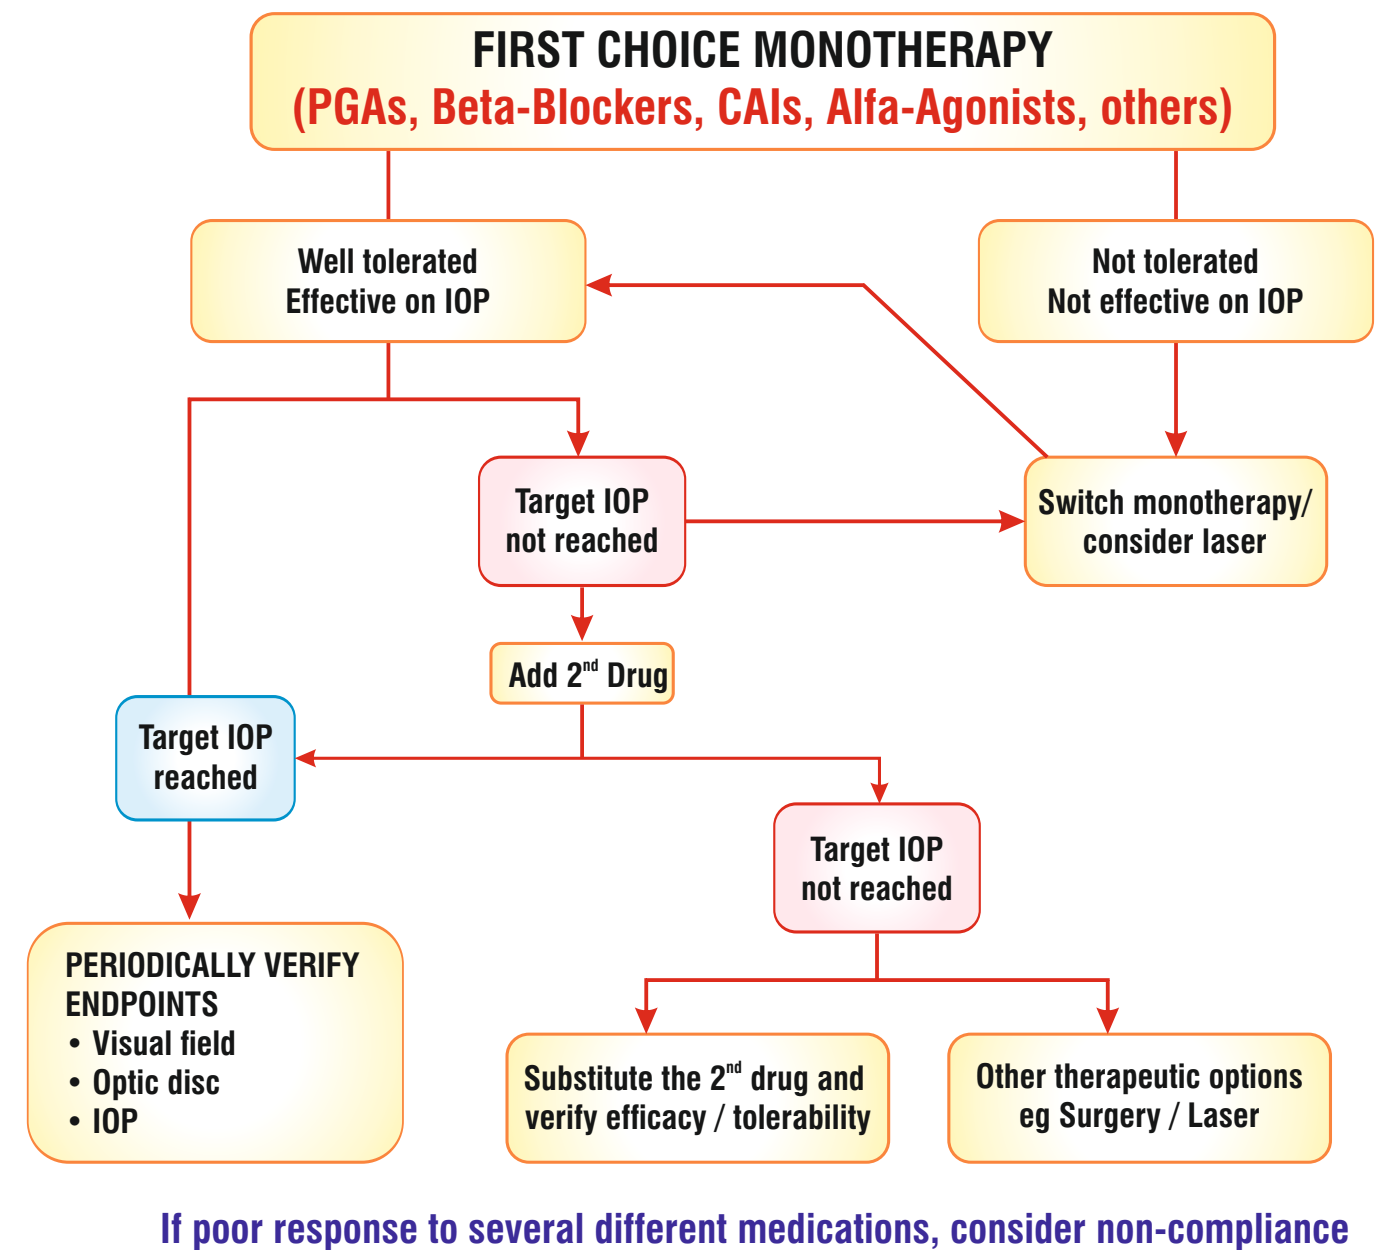 FIRST CHOICE MONOTHERAPY
(PGAs, Beta-Blockers, CAIs, Alfa-Agonists, others)
Well tolerated
Effective on IOP
Not tolerated
Not effective on IOP
Target IOP
not reached
Switch monotherapy/
consider laser
Add 2nd Drug
Target IOP
reached
Target IOP
not reached
PERIODICALLY VERIFY
ENDPOINTS
• Visual field
• Optic disc
• IOP
Substitute the 2nd drug and
verify efficacy / tolerability
Other therapeutic options
eg Surgery / Laser
If poor response to several different medications, consider non-compliance